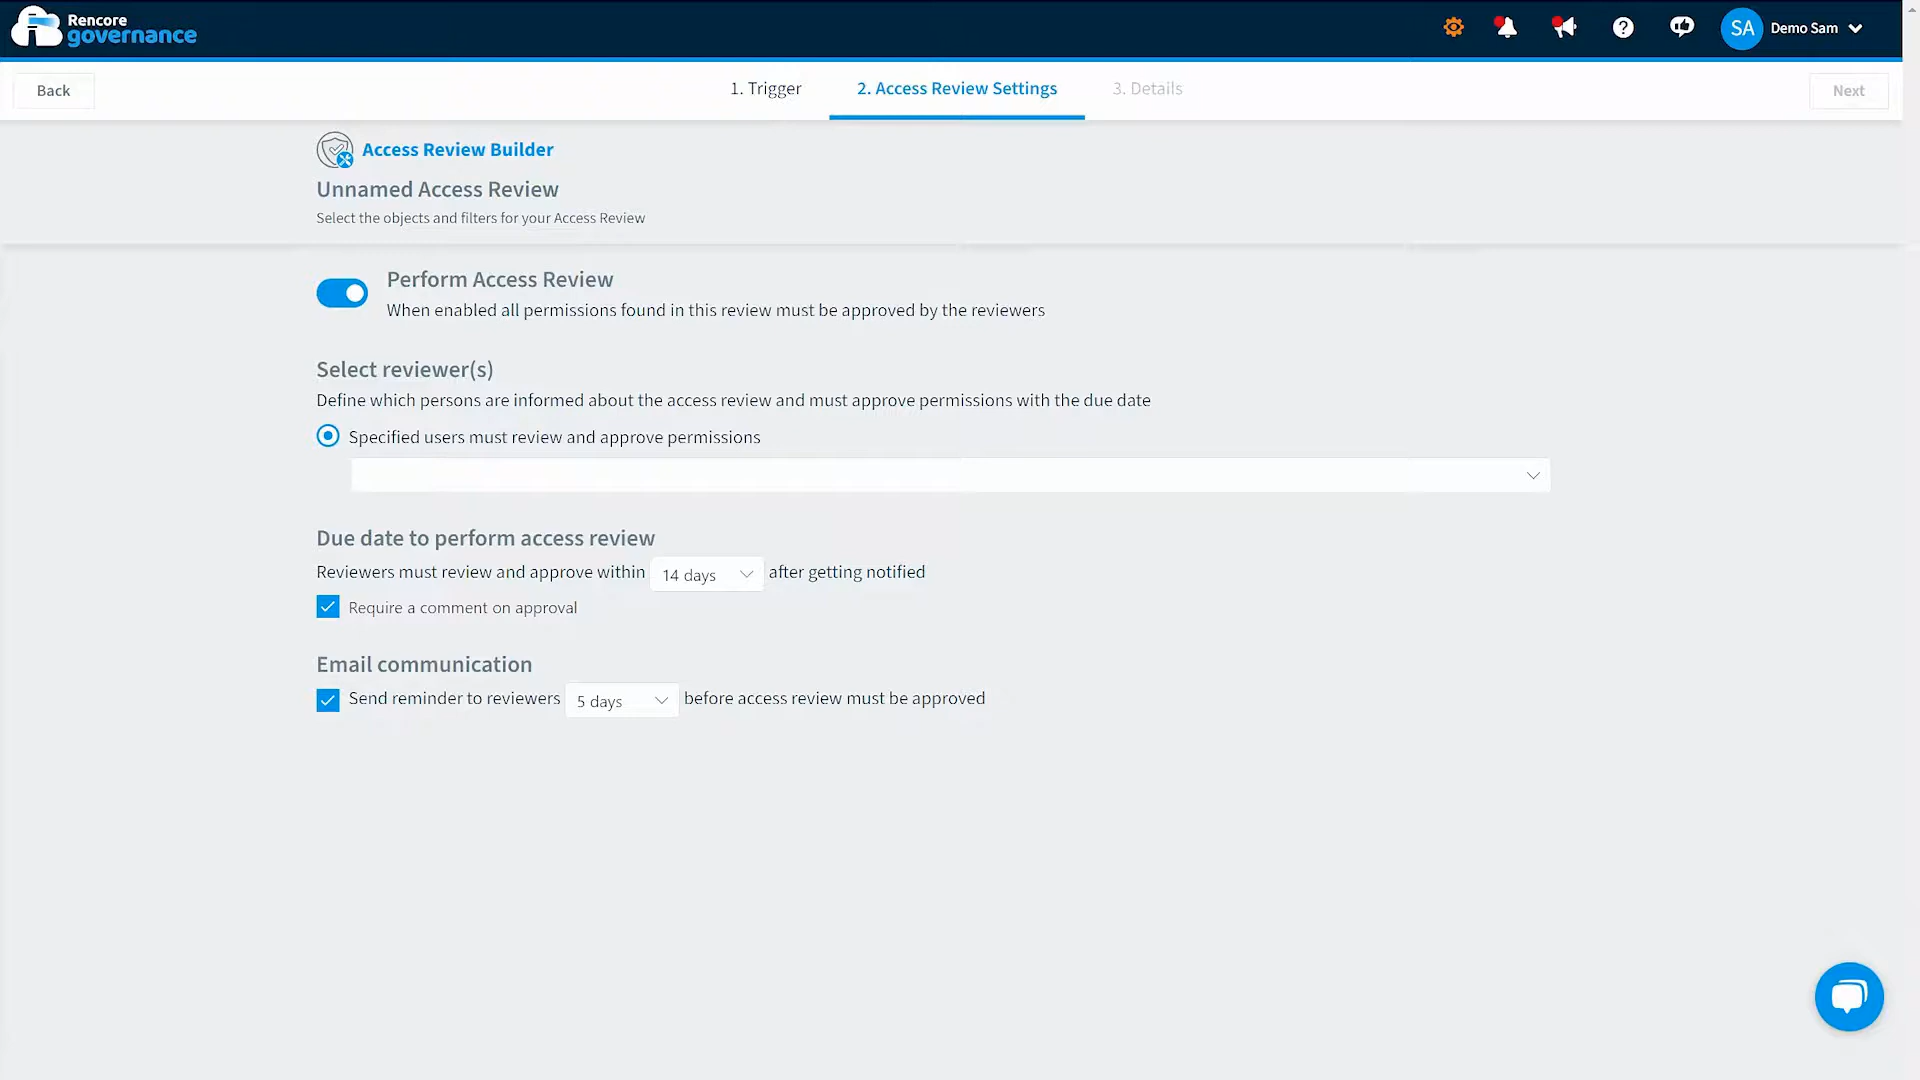 Rencore
governance
SA
Demo Sam
Back
1. Trigger
2. Access Review Settings
3. Details
Next
Access Review Builder
Unnamed Access Review
Select the objects and filters for your Access Review
Perform Access Review
When enabled all permissions found in this review must be approved by the reviewers
Select reviewer(s)
Define which persons are informed about the access review and must approve permissions with the due date
Specified users must review and approve permissions
Due date to perform access review
Reviewers must review and approve within 14 days after getting notified
Require a comment on approval
Email communication
Send reminder to reviewers 5 days before access review must be approved